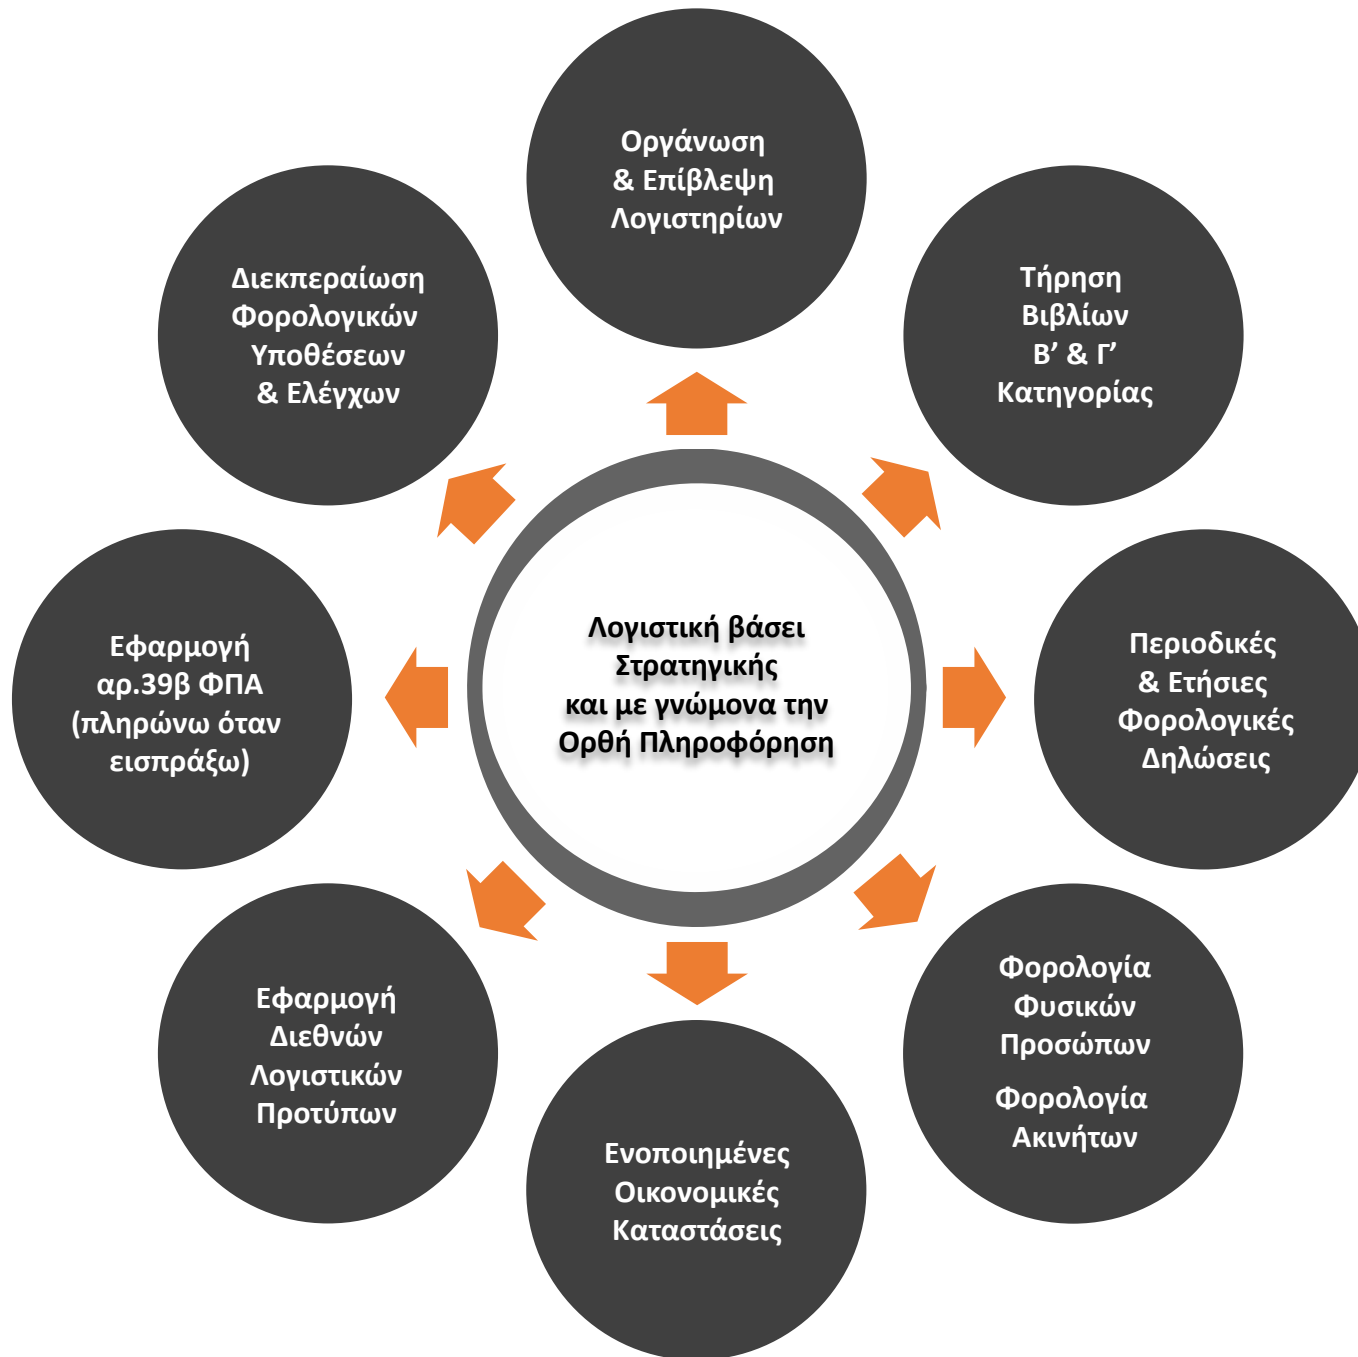 Οργάνωση
& Επίβλεψη
Λογιστηρίων
Τήρηση
Βιβλίων
Β’ & Γ’
Κατηγορίας
Περιοδικές
& Ετήσιες
Φορολογικές
Δηλώσεις
Φορολογία
Φυσικών
Προσώπων
Φορολογία
Ακινήτων
Ενοποιημένες
Οικονομικές
Καταστάσεις
Εφαρμογή
Διεθνών
Λογιστικών
Προτύπων
Εφαρμογή
αρ.39β ΦΠΑ
(πληρώνω όταν
εισπράξω)
Διεκπεραίωση
Φορολογικών
Υποθέσεων
& Ελέγχων
Λογιστική βάσει
Στρατηγικής
και με γνώμονα την
Ορθή Πληροφόρηση